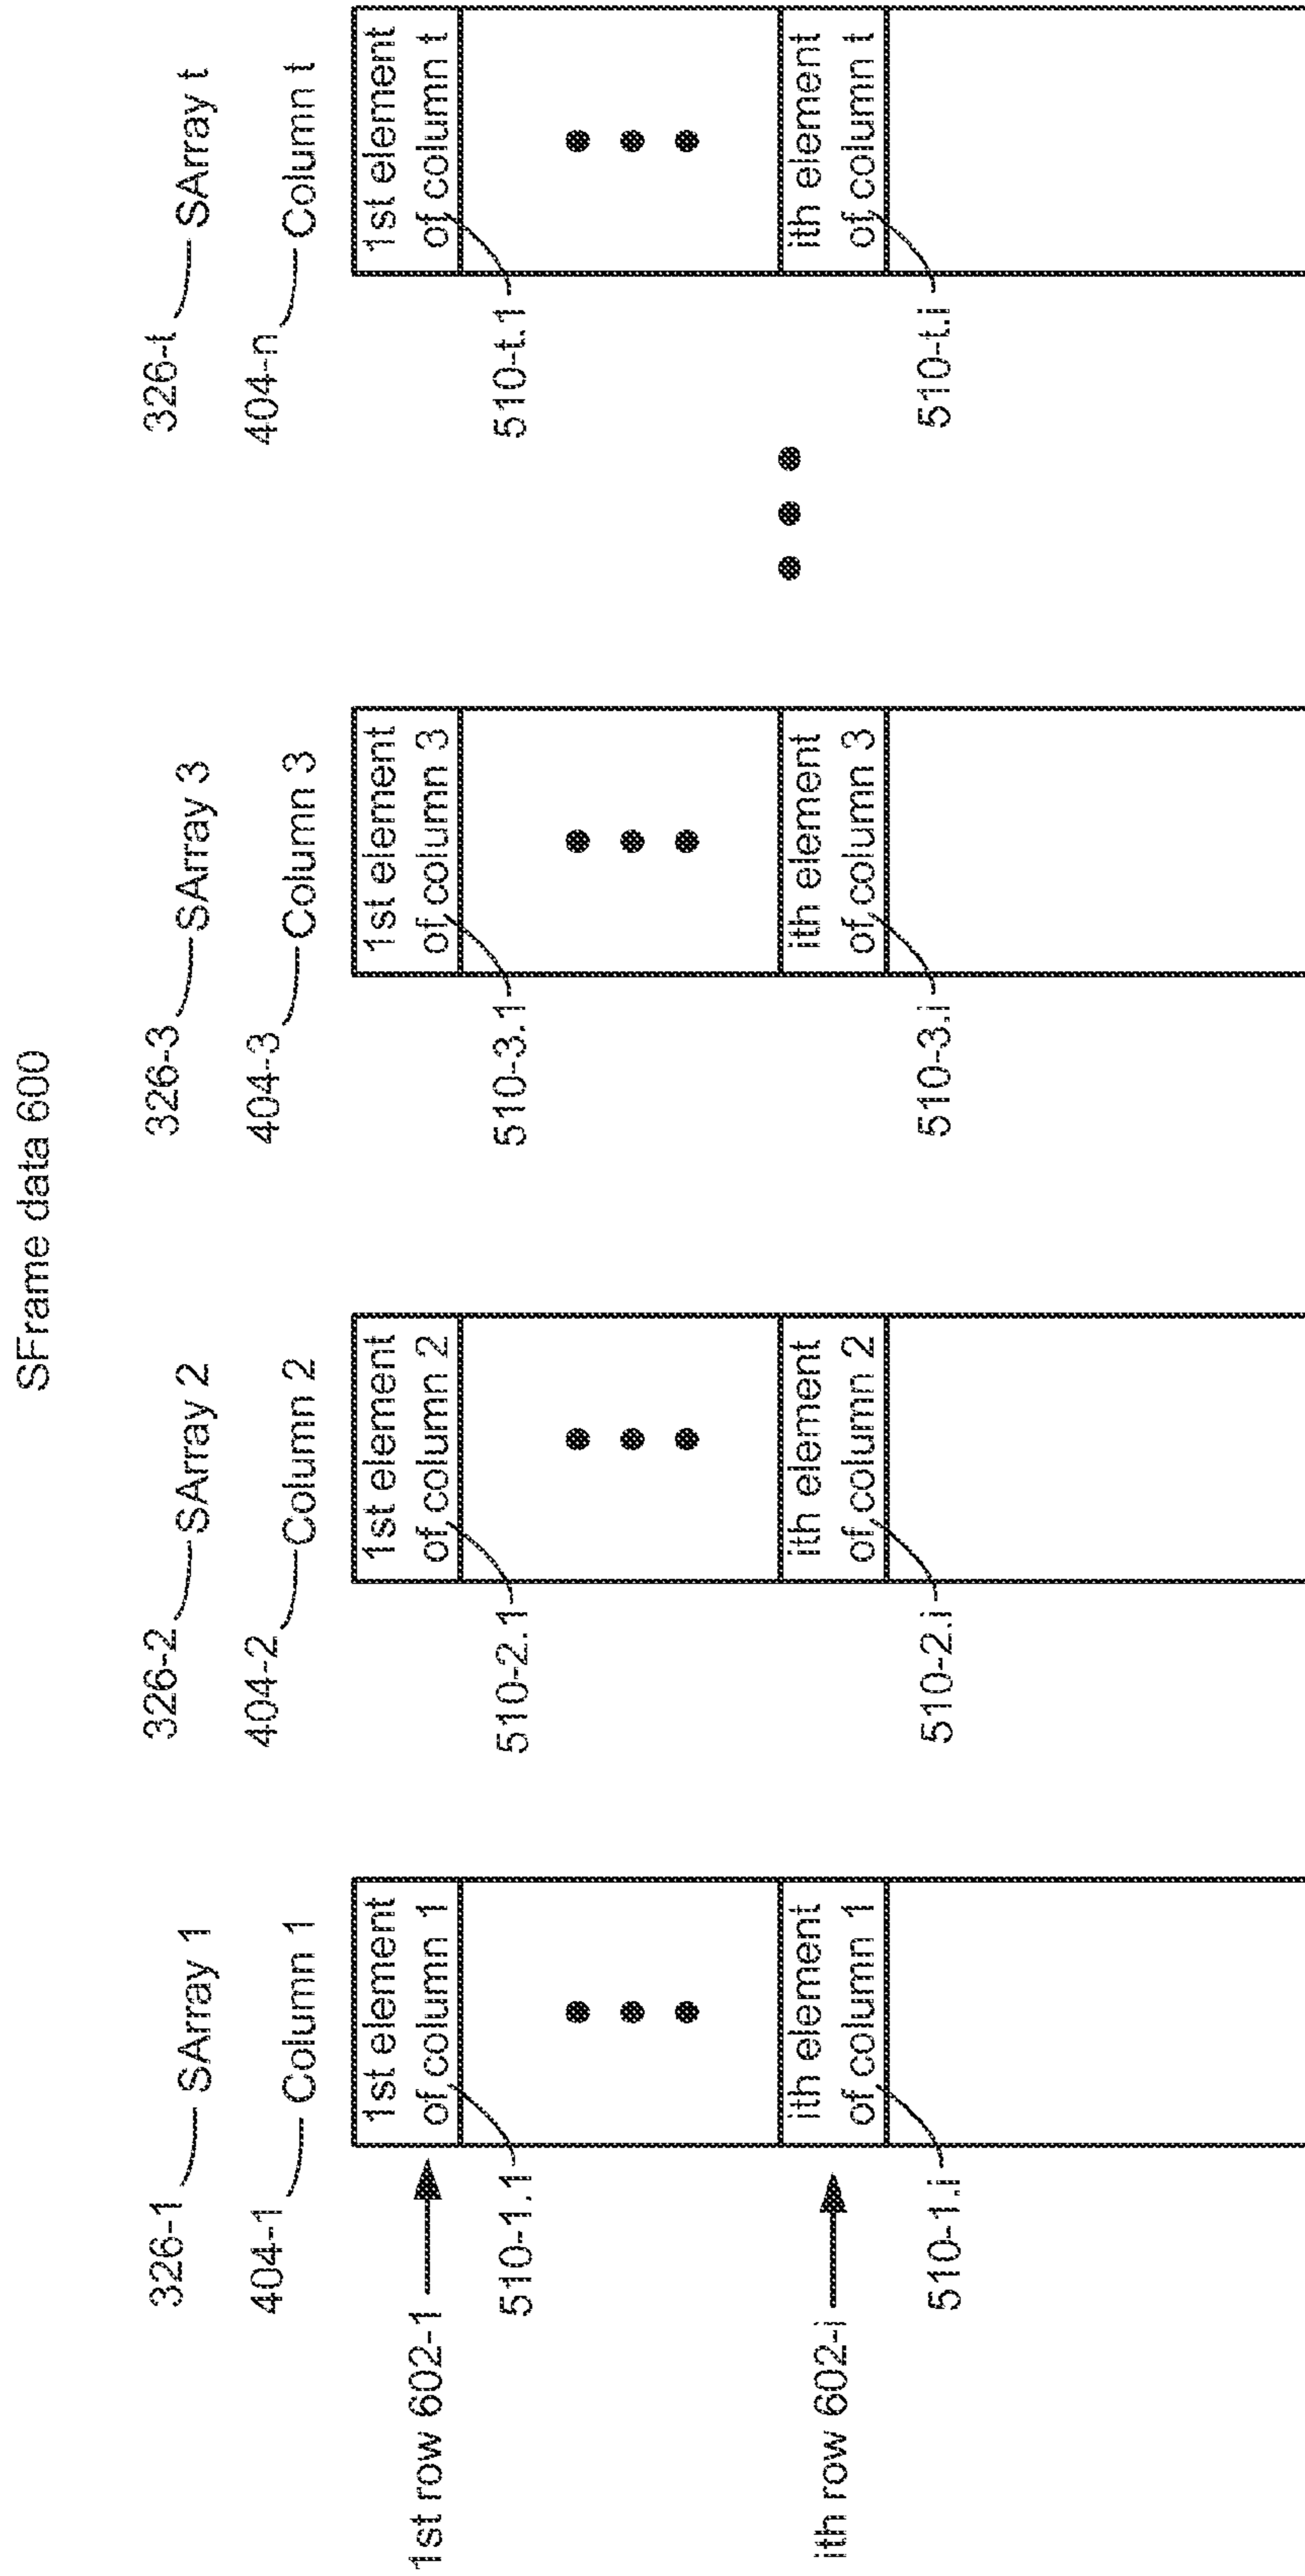 SFrame data 600
326-1 SArray 1
404-1 Column 1
326-2 SArray 2
404-2 Column 2
326-3 SArray 3
404-3 Column 3
326-t SArray t
404-n Column t
1st row 602-1
1st element
of column 1
510-1.1
1st element
of column 2
510-2.1
1st element
of column 3
510-3.1
1st element
of column t
510-t.1
ith row 602-i
ith element
of column 1
510-1.i
ith element
of column 2
510-2.i
ith element
of column 3
510-3.i
ith element
of column t
510-t.i